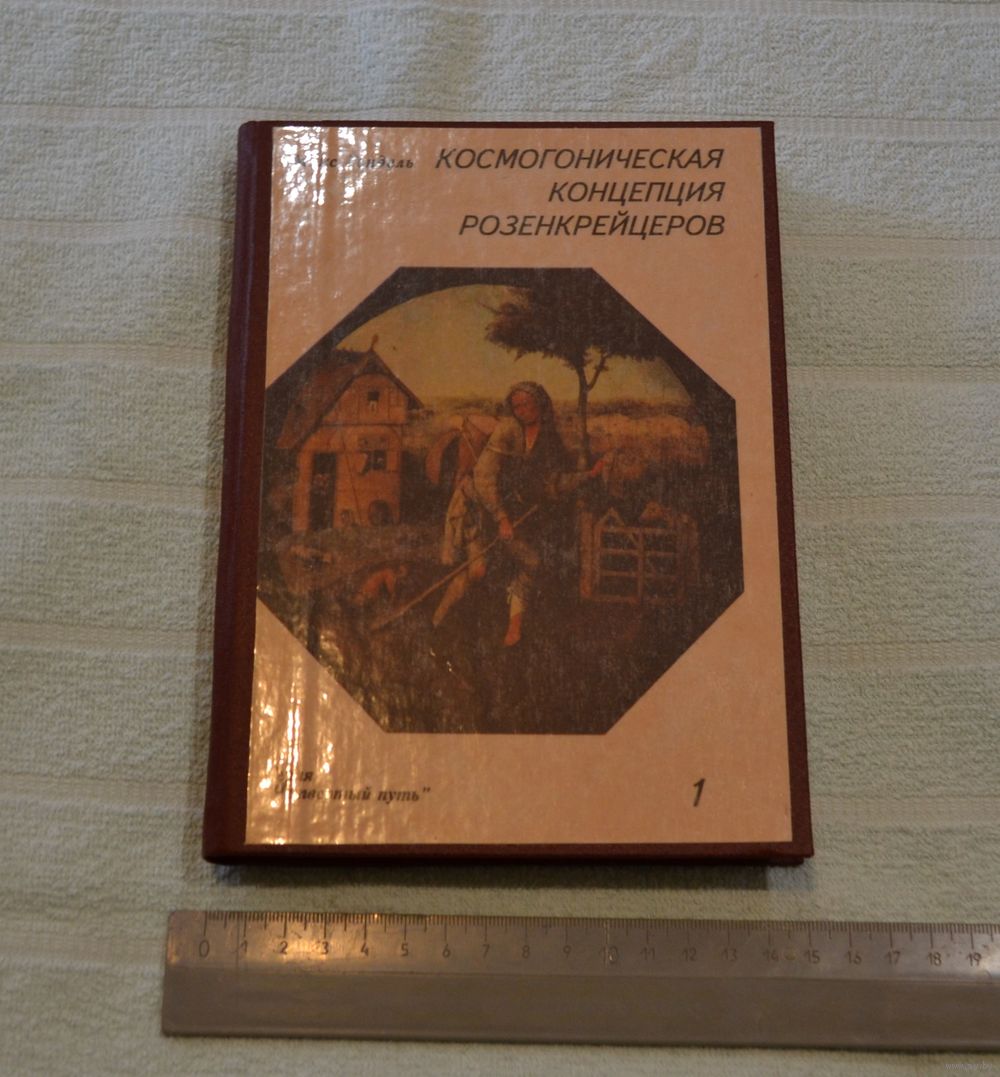 КОСМОГОНИЧЕСКАЯ
КОНЦЕПЦИЯ
РОЗЕНКРЕЙЦЕРОВ
путь"
1
0 1 2 3 4 5 6 7 8 9 10 11 12 13 14 15 16 17 18 19